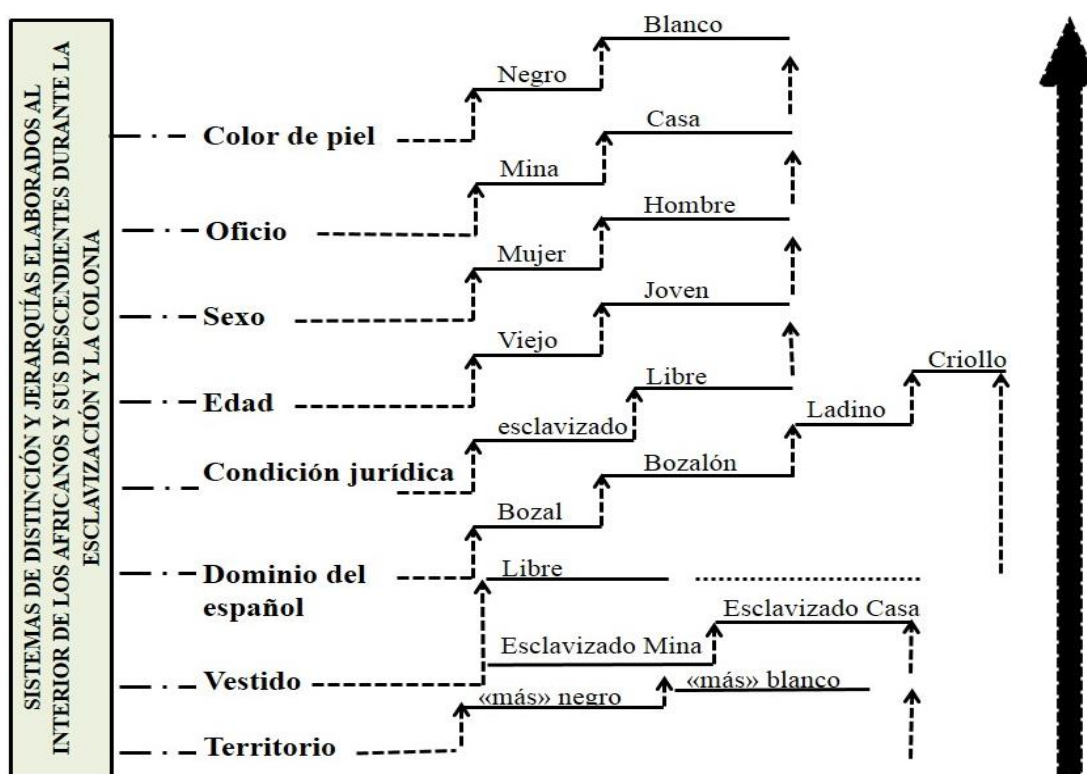 SISTEMAS DE DISTINCIÓN Y JERARQUÍAS ELABORADOS AL
INTERIOR DE LOS AFRICANOS Y SUS DESCENDIENTES DURANTE LA
ESCLAVIZACIÓN Y LA COLONIA
Blanco
Negro
Color de piel
Casa
Mina
Oficio
Hombre
Mujer
Sexo
Joven
Viejo
Edad
Criollo
Libre
Ladino
esclavizado
Condición jurídica
Bozalón
Bozal
Dominio del
español
Libre
Esclavizado Casa
Esclavizado Mina
Vestido
«más» blanco
«más» negro
Territorio